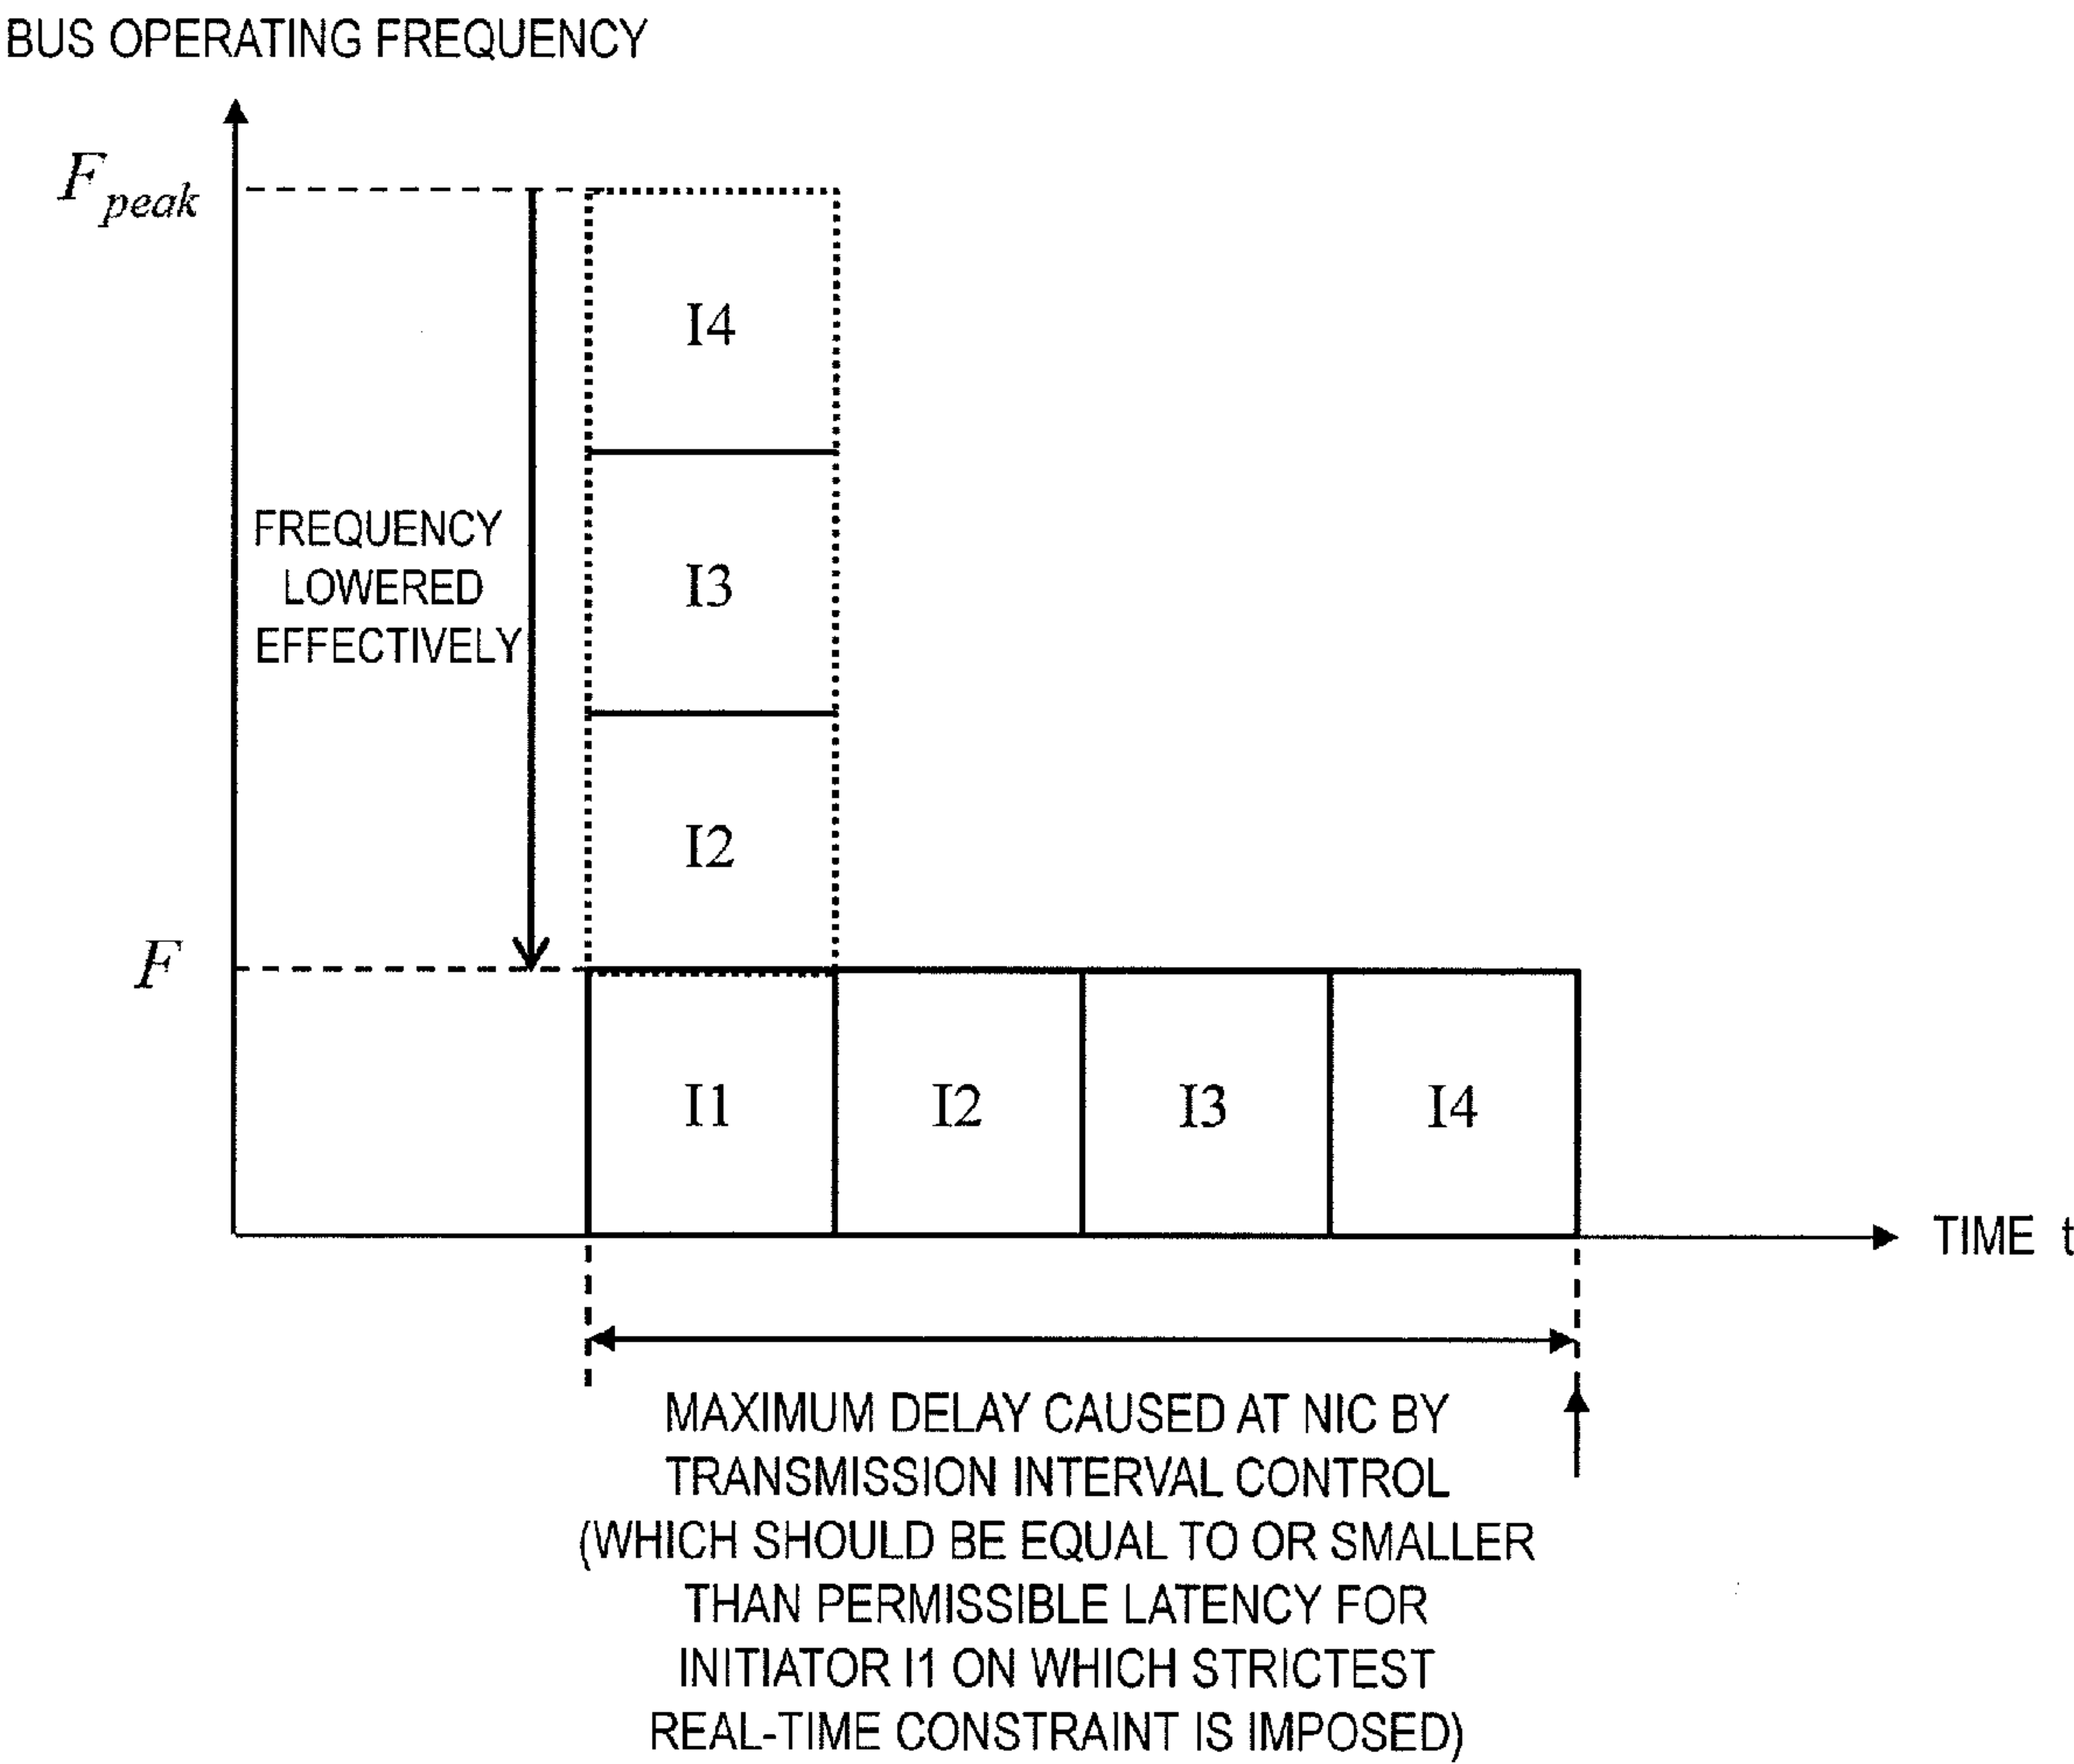 BUS OPERATING FREQUENCY
Fpeak
I4
FREQUENCY
LOWERED
EFFECTIVELY
I3
I2
F
I1 I2 I3 I4
TIME t
MAXIMUM DELAY CAUSED AT NIC BY
TRANSMISSION INTERVAL CONTROL
(WHICH SHOULD BE EQUAL TO OR SMALLER
THAN PERMISSIBLE LATENCY FOR
INITIATOR I1 ON WHICH STRICTEST
REAL-TIME CONSTRAINT IS IMPOSED)